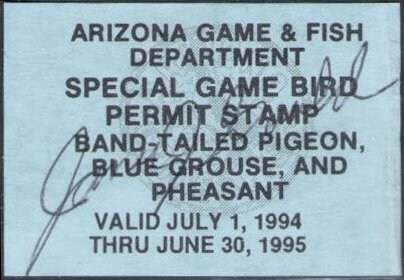 ARIZONA GAME & FISH
DEPARTMENT
SPECIAL GAME BIRD
PERMIT STAMP
BAND-TAILED PIGEON,
BLUE GROUSE, AND
PHEASANT
VALID JULY 1, 1994
THRU JUNE 30, 1995